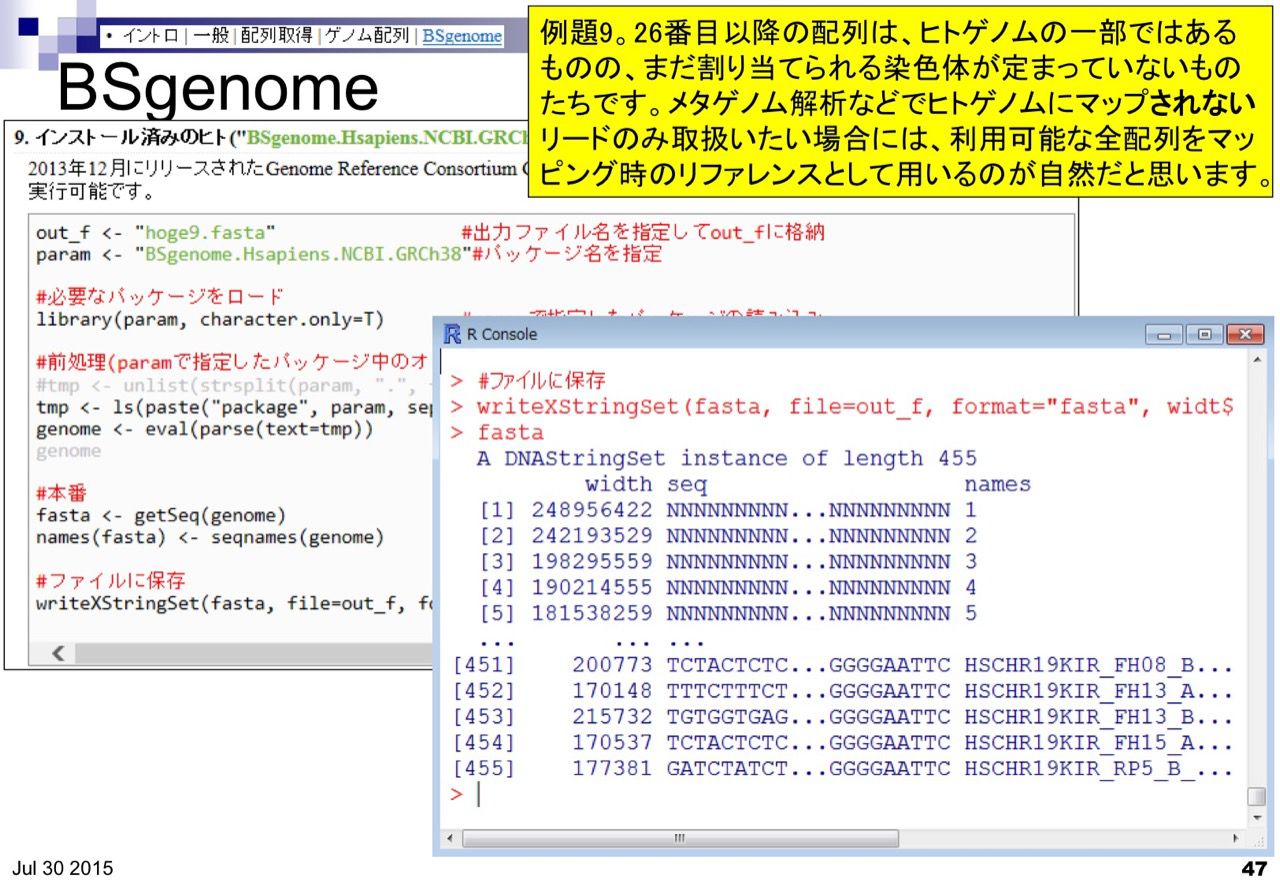 • イントロ | 一般 | 配列取得 | ゲノム配列 | BSgenome
BSgenome
例題9。26番目以降の配列は、ヒトゲノムの一部ではある
ものの、まだ割り当てられる染色体が定まっていないもの
たちです。メタゲノム解析などでヒトゲノムにマップされない
リードのみ取扱いたい場合には、利用可能な全配列をマッ
ピング時のリファレンスとして用いるのが自然だと思います。
9. インストール済みのヒト("BSgenome.Hsapiens.NCBI.GRCh
2013年12月にリリースされたGenome Reference Consortium
実行可能です。
out_f <- "hoge9.fasta" #出力ファイル名を指定してout_fに格納
param <- "BSgenome.Hsapiens.NCBI.GRCh38"#パッケージ名を指定
#必要なパッケージをロード
library(param, character.only=T)
#前処理(paramで指定したパッケージ中のオ
#tmp <- unlist(strsplit(param, ".",
tmp <- ls(paste("package", param, sep
genome <- eval(parse(text=tmp))
genome
#本番
fasta <- getSeq(genome)
names(fasta) <- seqnames(genome)
#ファイルに保存
writeXStringSet(fasta, file=out_f, fo
R Console
> #ファイルに保存
> writeXStringSet(fasta, file=out_f, format="fasta", widt$
> fasta
A DNAStringSet instance of length 455
width seq names
[1] 248956422 NNNNNNNNN...NNNNNNNNN 1
[2] 242193529 NNNNNNNNN...NNNNNNNNN 2
[3] 198295559 NNNNNNNNN...NNNNNNNNN 3
[4] 190214555 NNNNNNNNN...NNNNNNNNN 4
[5] 181538259 NNNNNNNNN...NNNNNNNNN 5
... ... ...
[451] 200773 TCTACTCTC...GGGGAATTC HSCHR19KIR_FH08_B...
[452] 170148 TTTCTTTCT...GGGGAATTC HSCHR19KIR_FH13_A...
[453] 215732 TGTGGTGAG...GGGGAATTC HSCHR19KIR_FH13_B...
[454] 170537 TCTACTCTC...GGGGAATTC HSCHR19KIR_FH15_A...
[455] 177381 GATCTATCT...GGGGAATTC HSCHR19KIR_RP5_B_...
>
Jul 30 2015
47